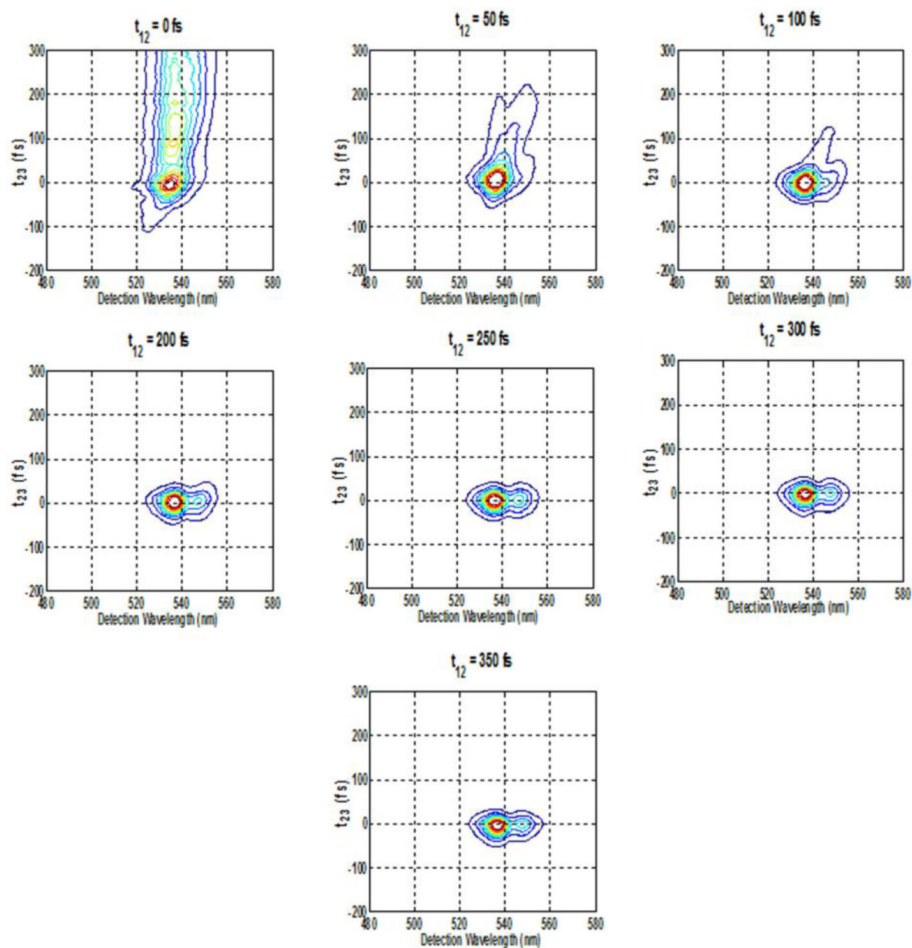 t12 = 0 fs
300
200
100
0
-100
-200
t23 (fs)
480 500 520 540 560 580
Detection Wavelength (nm)
t12 = 50 fs
300
200
100
0
-100
-200
t23 (fs)
480 500 520 540 560 580
Detection Wavelength (nm)
t12 = 100 fs
300
200
100
0
-100
-200
t23 (fs)
480 500 520 540 560 580
Detection Wavelength (nm)
t12 = 200 fs
300
200
100
0
-100
-200
t23 (fs)
480 500 520 540 560 580
Detection Wavelength (nm)
t12 = 250 fs
300
200
100
0
-100
-200
t23 (fs)
480 500 520 540 560 580
Detection Wavelength (nm)
t12 = 300 fs
300
200
100
0
-100
-200
t23 (fs)
480 500 520 540 560 580
Detection Wavelength (nm)
t12 = 350 fs
300
200
100
0
-100
-200
t23 (fs)
480 500 520 540 560 580
Detection Wavelength (nm)